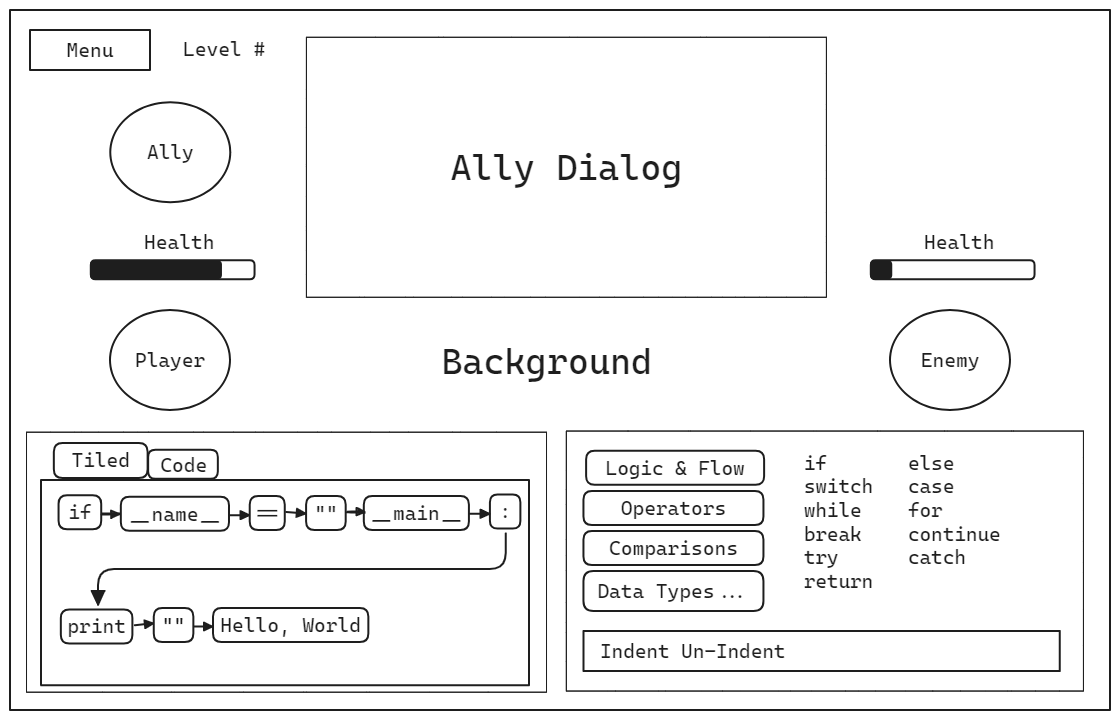 Menu
Level #
Ally
Ally Dialog
Health
Health
Player
Background
Enemy
Tiled
Code
if
__name__
==
""
__main__
:
print
""
Hello, World
Logic & Flow
Operators
Comparisons
Data Types...
if else
switch case
while for
break continue
try catch
return
Indent Un-Indent